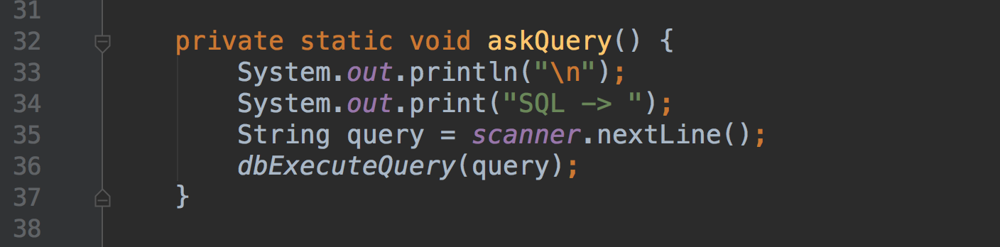 31
32 private static void askQuery() {
33 System.out.println("\n");
34 System.out.print("SQL -> ");
35 String query = scanner.nextLine();
36 dbExecuteQuery(query);
37 }
38